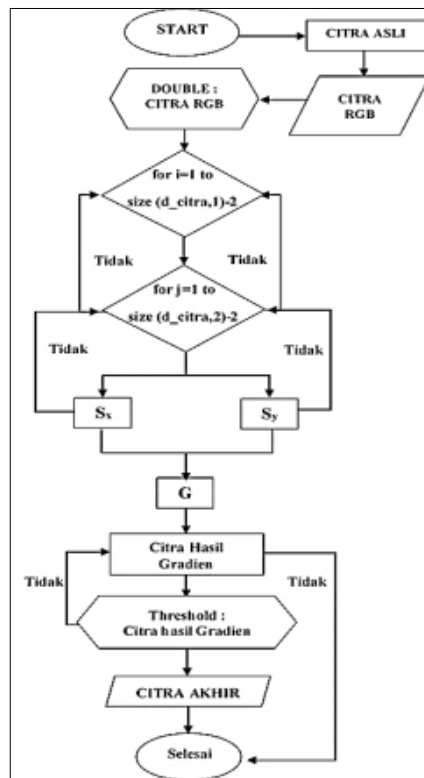 START
CITRA ASLI
DOUBLE :
CITRA RGB
CITRA
RGB
for i=1 to
size (d_citra,1)-2
Tidak
Tidak
for j=1 to
size (d_citra,2)-2
Tidak
Tidak
Sx
Sy
G
Citra Hasil
Gradien
Tidak
Tidak
Threshold :
Citra hasil Gradien
CITRA AKHIR
Selesai